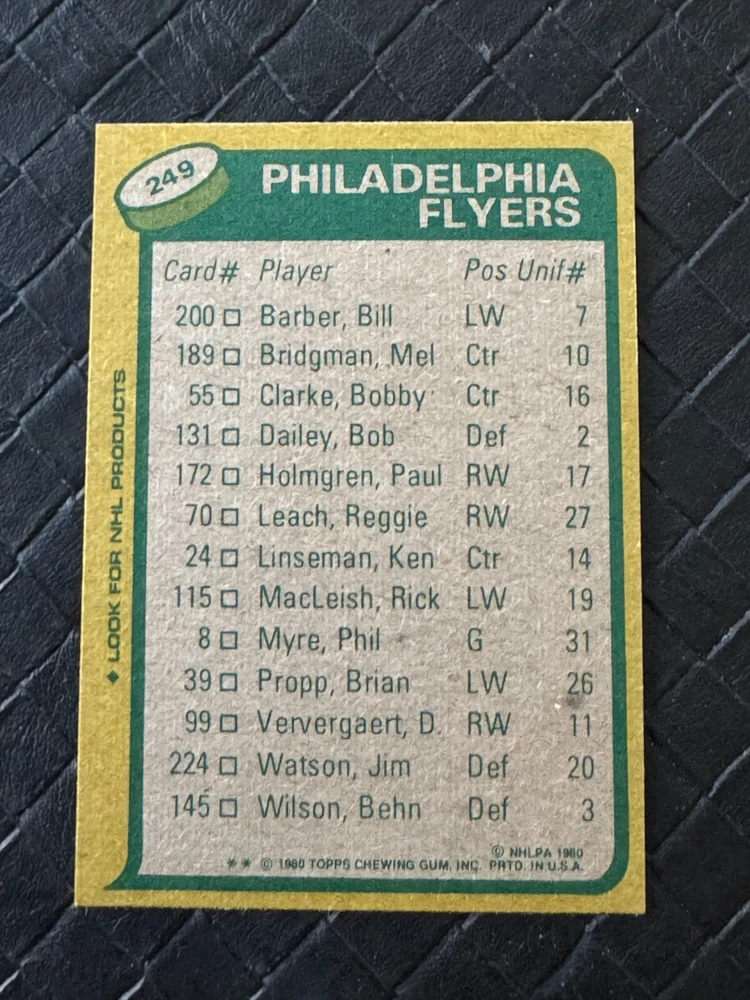 249
PHILADELPHIA
FLYERS
Card# Player Pos Unif#
200 □ Barber, Bill LW 7
189 □ Bridgman, Mel Ctr 10
55 □ Clarke, Bobby Ctr 16
131 □ Dailey, Bob Def 2
172 □ Holmgren, Paul RW 17
70 □ Leach, Reggie RW 27
24 □ Linseman, Ken Ctr 14
115 □ MacLeish, Rick LW 19
8 □ Myre, Phil G 31
39 □ Propp, Brian LW 26
99 □ Ververgaert, D. RW 11
224 □ Watson, Jim Def 20
145 □ Wilson, Behn Def 3
© NHLPA 1980
** © 1980 TOPPS CHEWING GUM, INC. PRTD. IN U.S.A.
◆ LOOK FOR NHL PRODUCTS